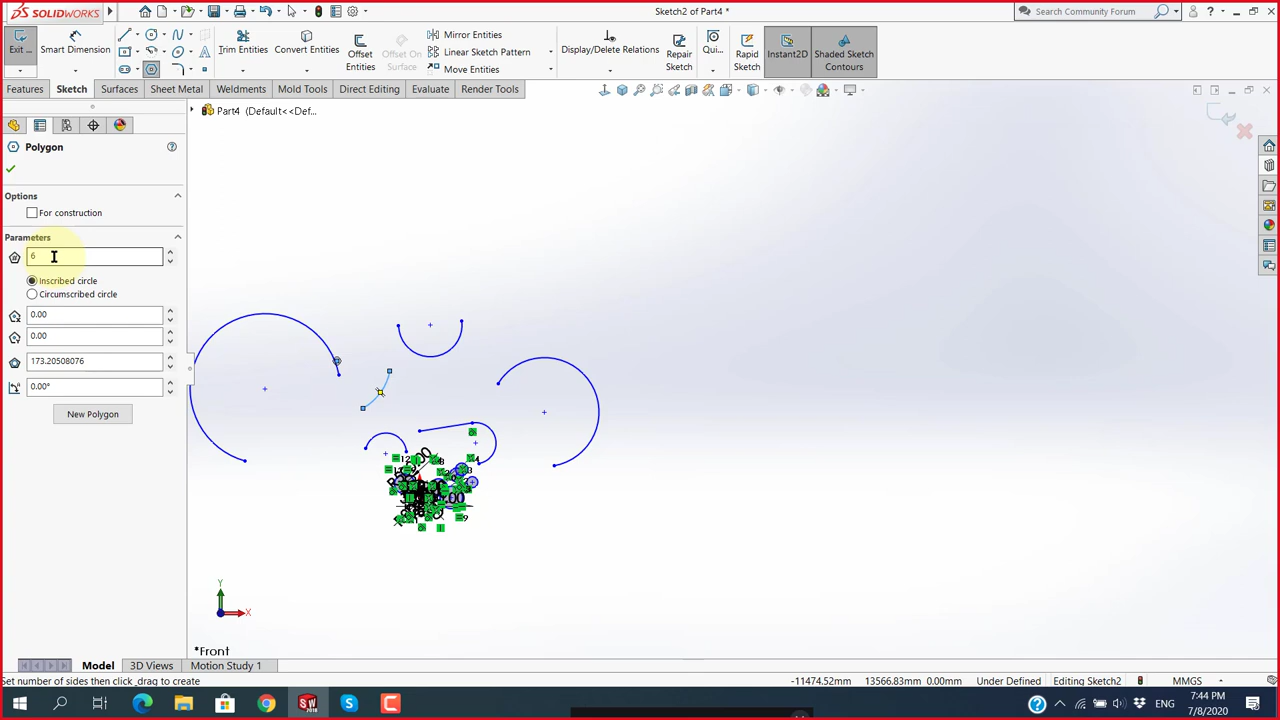 SOLIDWORKS
Sketch2 of Part4 *
Search Community Forum
Exit ...
Smart Dimension
Trim Entities
Convert Entities
Offset Entities
Offset On Surface
Mirror Entities
Linear Sketch Pattern
Move Entities
Display/Delete Relations
Repair Sketch
Qui...
Rapid Sketch
Instant2D
Shaded Sketch Contours
Features
Sketch
Surfaces
Sheet Metal
Weldments
Mold Tools
Direct Editing
Evaluate
Render Tools
Part4 (Default<<Def...
Polygon
Options
For construction
Parameters
6
Inscribed circle
Circumscribed circle
0.00
0.00
173.20508076
0.00°
New Polygon
Y
X
*Front
Model
3D Views
Motion Study 1
Set number of sides then click_drag to create
-11474.52mm
13566.83mm 0.00mm
Under Defined
Editing Sketch2
MMGS
ENG
7:44 PM
7/8/2020